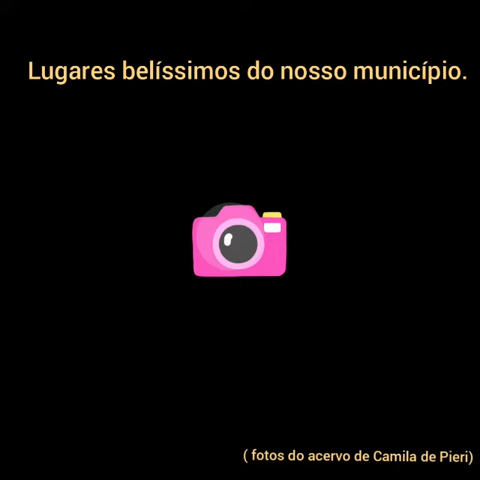 Lugares belíssimos do nosso município.
( fotos do acervo de Camila de Pieri)